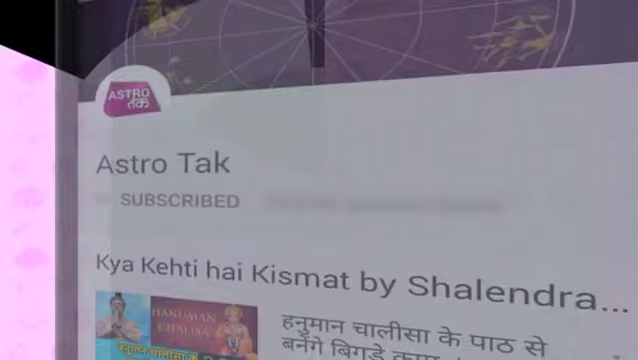 ASTRO
तक
Astro Tak
SUBSCRIBED
Kya Kehti hai Kismat by Shalendra...
HANUMAN
CHALISA
हनुमान चालीसा के पाठ से
बनेंगे बिगड़े काम